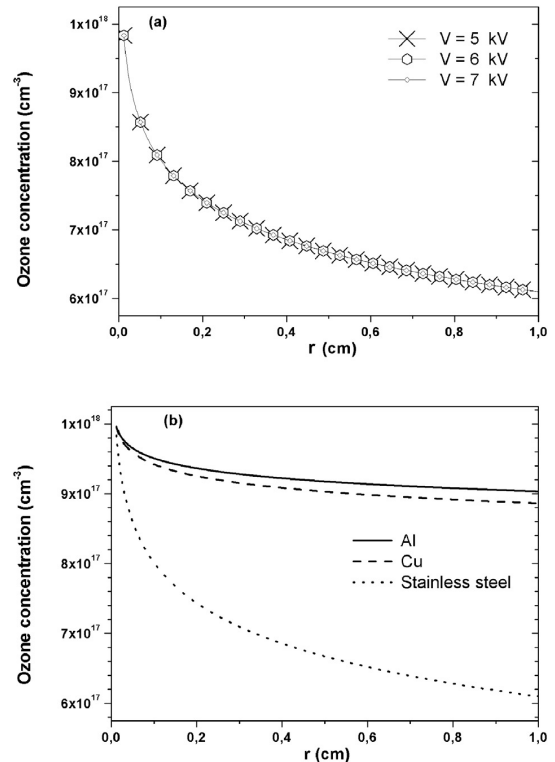 (a)
1x10^18
9x10^17
8x10^17
7x10^17
6x10^17
Ozone concentration (cm^-3)
V = 5 kV
V = 6 kV
V = 7 kV
0,0 0,2 0,4 0,6 0,8 1,0
r (cm)
(b)
1x10^18
9x10^17
8x10^17
7x10^17
6x10^17
Ozone concentration (cm^-3)
Al
Cu
Stainless steel
0,0 0,2 0,4 0,6 0,8 1,0
r (cm)